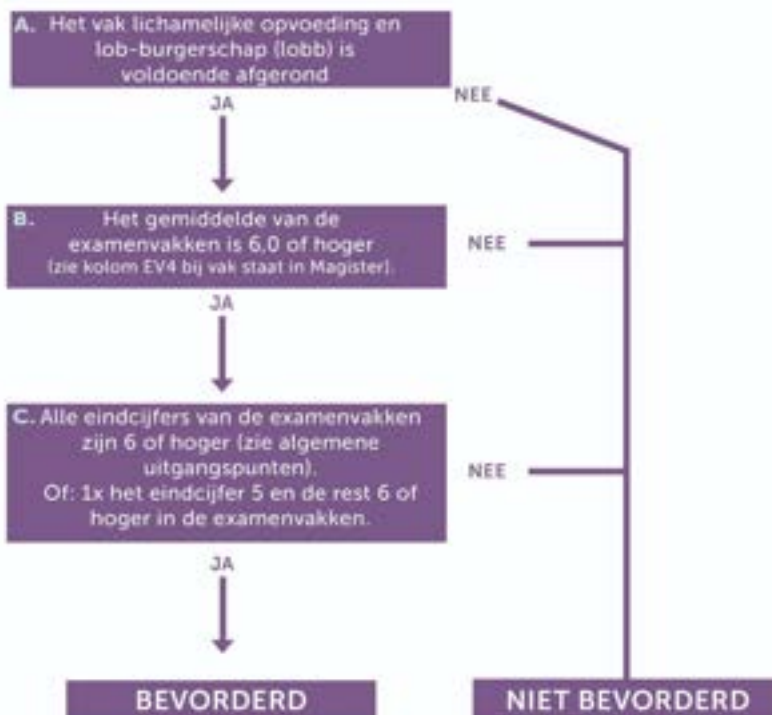 A. Het vak lichamelijke opvoeding en
lob-burgerschap (lobb) is
voldoende afgerond
NEE
JA
B. Het gemiddelde van de
examenvakken is 6,0 of hoger
(zie kolom EV4 bij vak staat in Magister).
NEE
JA
C. Alle eindcijfers van de examenvakken
zijn 6 of hoger (zie algemene
uitgangspunten).
Of: 1x het eindcijfer 5 en de rest 6 of
hoger in de examenvakken.
NEE
JA
BEVORDERD
NIET BEVORDERD